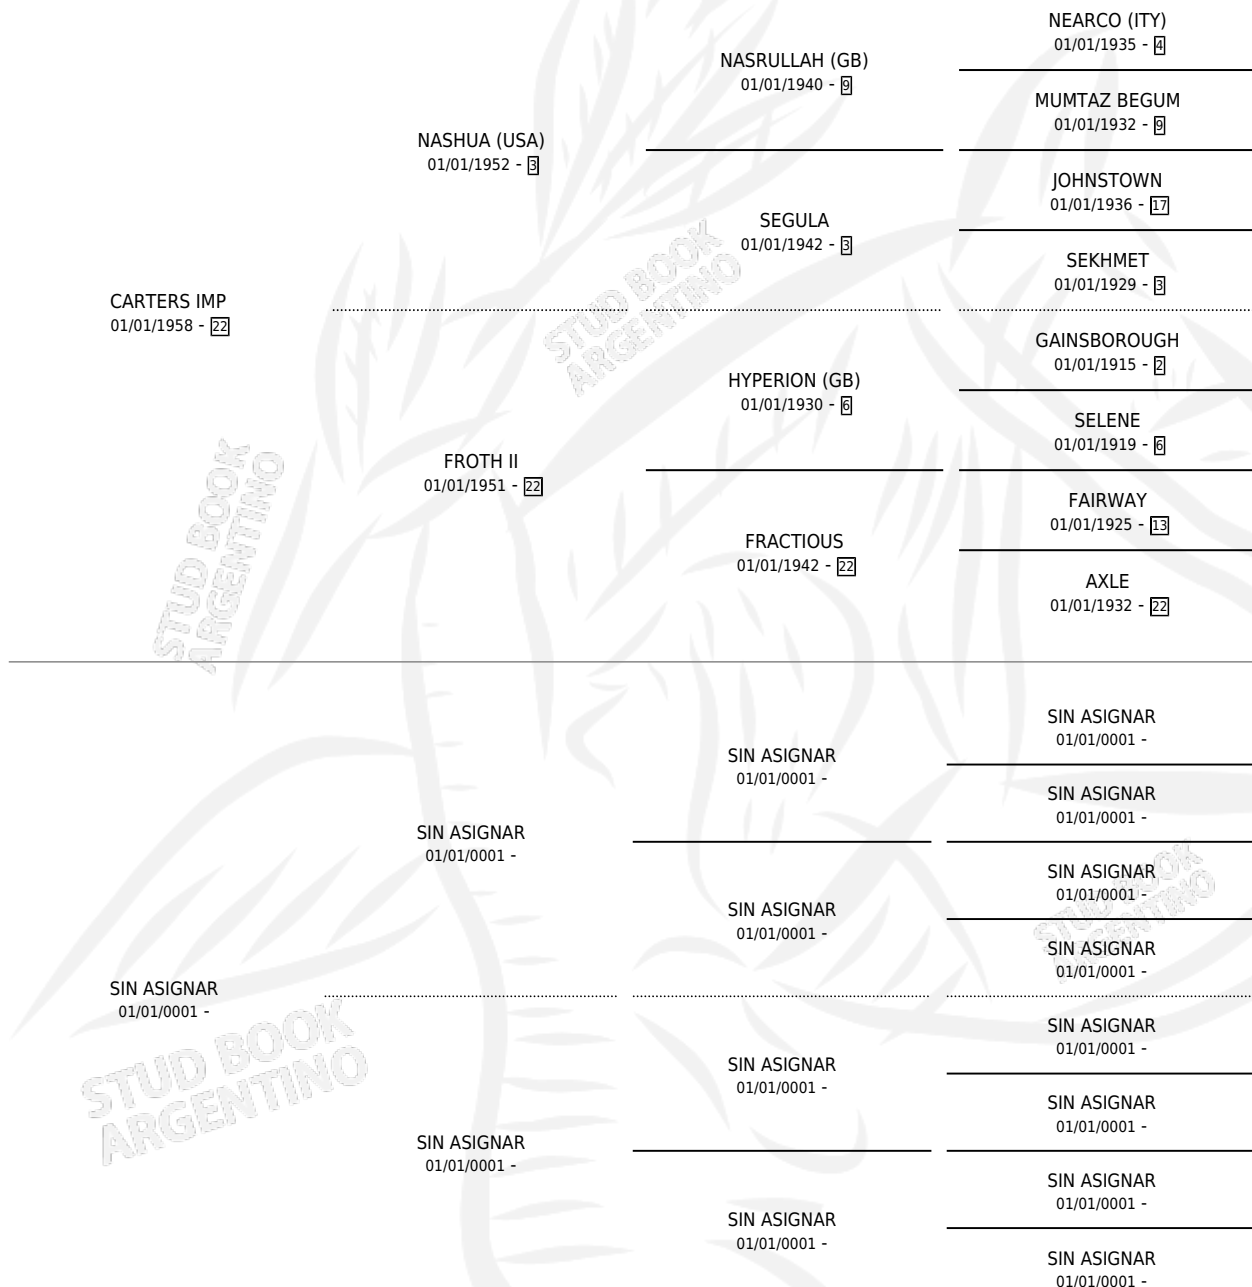 NEARCO (ITY)
01/01/1935 - 4
NASRULLAH (GB)
01/01/1940 - 9
MUMTAZ BEGUM
01/01/1932 - 9
NASHUA (USA)
01/01/1952 - 3
JOHNSTOWN
01/01/1936 - 17
SEGULA
01/01/1942 - 3
SEKHMET
01/01/1929 - 3
CARTERS IMP
01/01/1958 - 22
GAINSBOROUGH
01/01/1915 - 2
HYPERION (GB)
01/01/1930 - 6
SELENE
01/01/1919 - 6
FROTH II
01/01/1951 - 22
FAIRWAY
01/01/1925 - 13
FRACTIOUS
01/01/1942 - 22
AXLE
01/01/1932 - 22
STUD BOOK
ARGENTINO
STUD BOOK
ARGENTINO
SIN ASIGNAR
01/01/0001 -
SIN ASIGNAR
01/01/0001 -
SIN ASIGNAR
01/01/0001 -
SIN ASIGNAR
01/01/0001 -
SIN ASIGNAR
01/01/0001 -
SIN ASIGNAR
01/01/0001 -
SIN ASIGNAR
01/01/0001 -
SIN ASIGNAR
01/01/0001 -
SIN ASIGNAR
01/01/0001 -
SIN ASIGNAR
01/01/0001 -
SIN ASIGNAR
01/01/0001 -
SIN ASIGNAR
01/01/0001 -
SIN ASIGNAR
01/01/0001 -
SIN ASIGNAR
01/01/0001 -
SIN ASIGNAR
01/01/0001 -
STUD BOOK
ARGENTINO
STUD BOOK
ARGENTINO